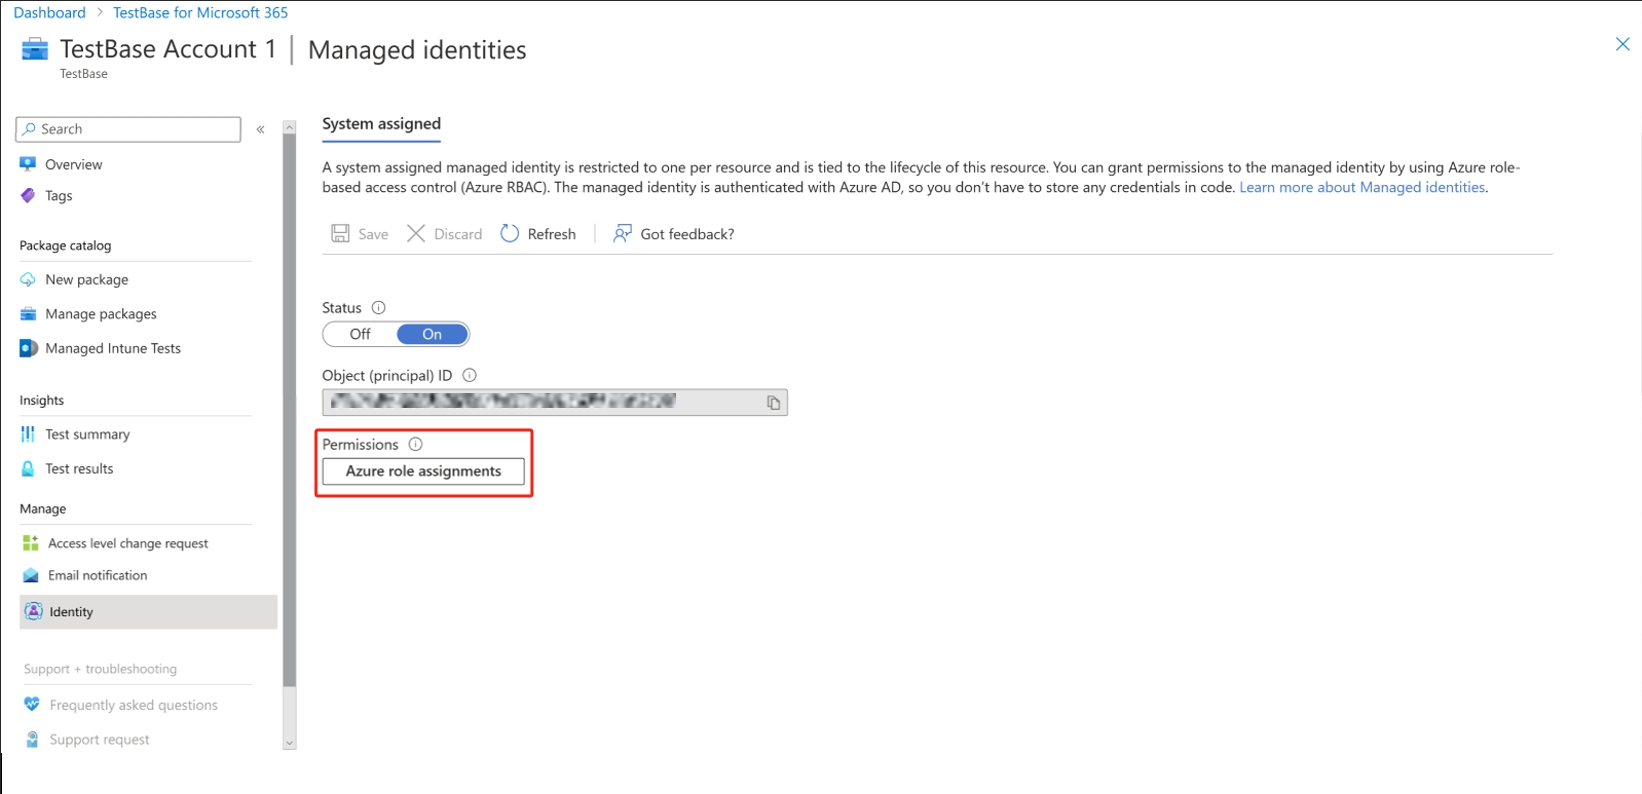 Dashboard > TestBase for Microsoft 365
TestBase Account 1 | Managed identities
TestBase
Search
«
Overview
Tags
Package catalog
New package
Manage packages
Managed Intune Tests
Insights
Test summary
Test results
Manage
Access level change request
Email notification
Identity
Support + troubleshooting
Frequently asked questions
Support request
System assigned
A system assigned managed identity is restricted to one per resource and is tied to the lifecycle of this resource. You can grant permissions to the managed identity by using Azure role-
based access control (Azure RBAC). The managed identity is authenticated with Azure AD, so you don't have to store any credentials in code. Learn more about Managed identities.
Save Discard Refresh | Got feedback?
Status
Off On
Object (principal) ID
Permissions
Azure role assignments